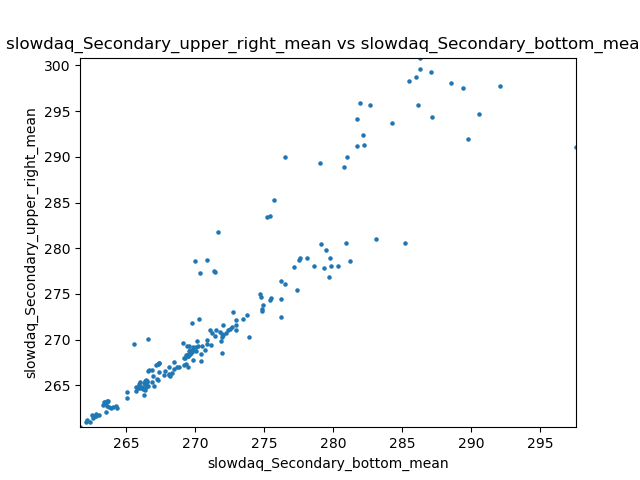 slowdaq_Secondary_upper_right_mean vs slowdaq_Secondary_bottom_mea
300
295
290
285
280
275
270
265
slowdaq_Secondary_upper_right_mean
265 270 275 280 285 290 295
slowdaq_Secondary_bottom_mean